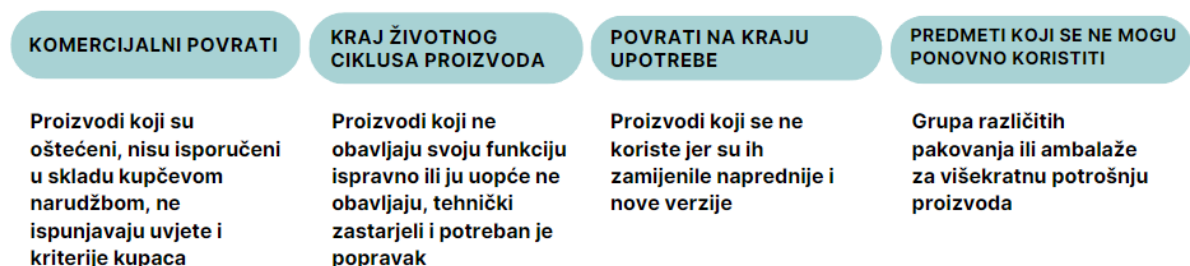 KOMERCIJALNI POVRATI
KRAJ ŽIVOTNOG
CIKLUSA PROIZVODA
POVRATI NA KRAJU
UPOTREBE
PREDMETI KOJI SE NE MOGU
PONOVNO KORISTITI
Proizvodi koji su
oštećeni, nisu isporučeni
u skladu kupčevom
narudžbom, ne
ispunjavaju uvjete i
kriterije kupaca
Proizvodi koji ne
obavljaju svoju funkciju
ispravno ili ju uopće ne
obavljaju, tehnički
zastarjeli i potreban je
popravak
Proizvodi koji se ne
koriste jer su ih
zamijenile naprednije i
nove verzije
Grupa različitih
pakovanja ili ambalaže
za višekratnu potrošnju
proizvoda